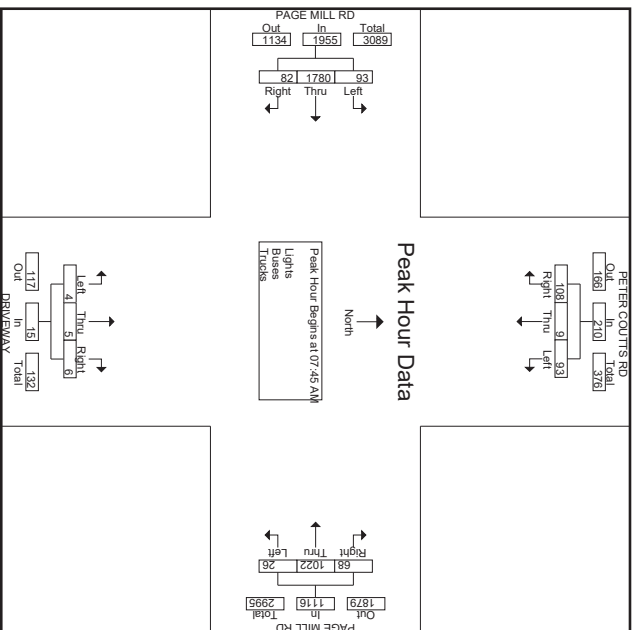 PAGE MILL RD
Out In Total
1134 1955 3089
82 1780 93
Right Thru Left
PETER COUTTS RD
Out In Total
166 210 376
108 9 93
Right Thru Left
Peak Hour Data
North
Peak Hour Begins at 07:45 AM
Lights
Buses
Trucks
Left Thru Right
4 5 6
117 15 132
Out In Total
DRIVEWAY
Right Thru Left
68 1022 26
1879 1116 2995
Out In Total
PAGE MILL RD